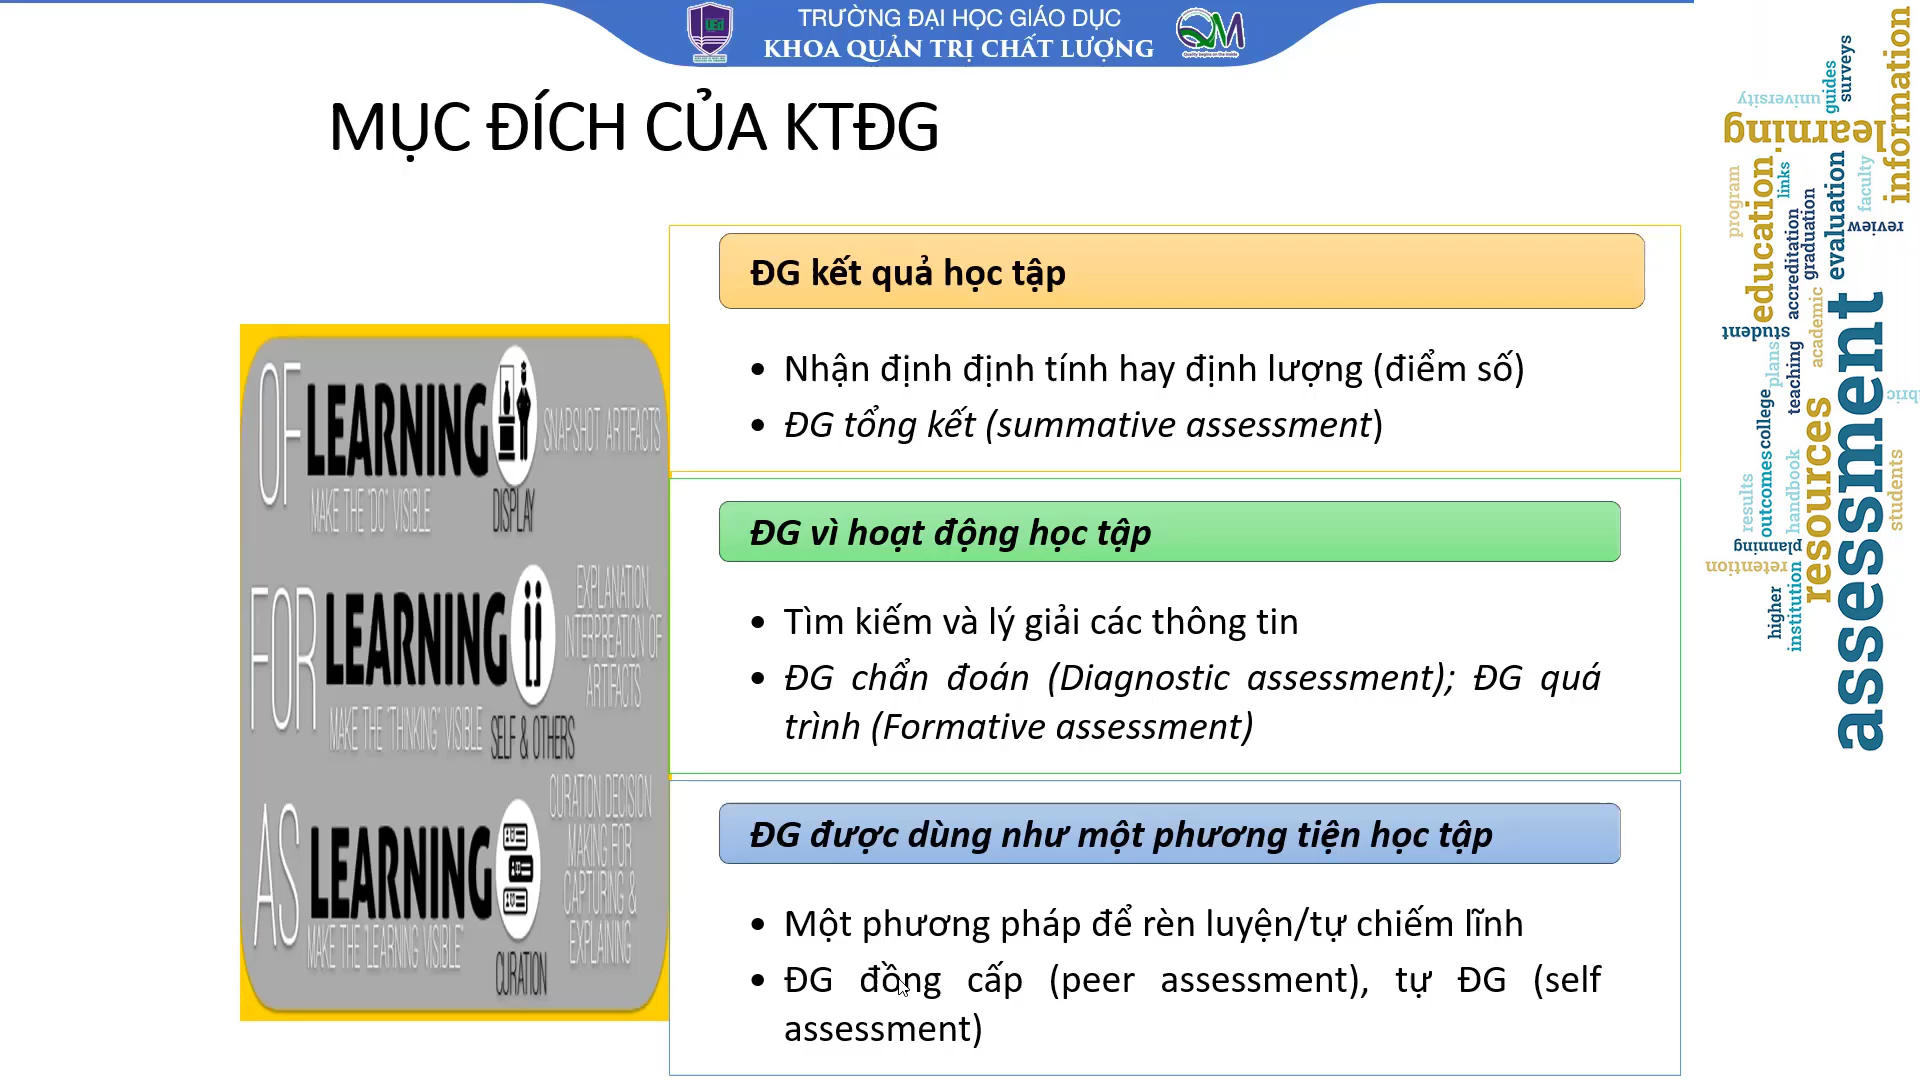 TRƯỜNG ĐẠI HỌC GIÁO DỤC
KHOA QUẢN TRỊ CHẤT LƯỢNG
UEd
QM
MỤC ĐÍCH CỦA KTĐG
ĐG kết quả học tập
• Nhận định định tính hay định lượng (điểm số)
• ĐG tổng kết (summative assessment)
ĐG vì hoạt động học tập
• Tìm kiếm và lý giải các thông tin
• ĐG chẩn đoán (Diagnostic assessment); ĐG quá
trình (Formative assessment)
ĐG được dùng như một phương tiện học tập
• Một phương pháp để rèn luyện/tự chiếm lĩnh
• ĐG đồng cấp (peer assessment), tự ĐG (self
assessment)
OF LEARNING
SNAPSHOT ARTIFACTS
MAKE THE "DO" VISIBLE
DISPLAY
FOR LEARNING
EXPLANATION,
INTERPREATION OF
ARTIFACTS
MAKE THE "THINKING" VISIBLE
SELF & OTHERS
AS LEARNING
CURATION DECISION
MAKING FOR
CAPTURING &
EXPLAINING
MAKE THE "LEARNING VISIBLE"
CURATION
information
surveys
guides
university
learning
education
links
program
faculty
evaluation
review
graduation
accreditation
academic
student
plans
teaching
assessment
resources
college
outcomes
handbook
results
students
planning
retention
institution
higher